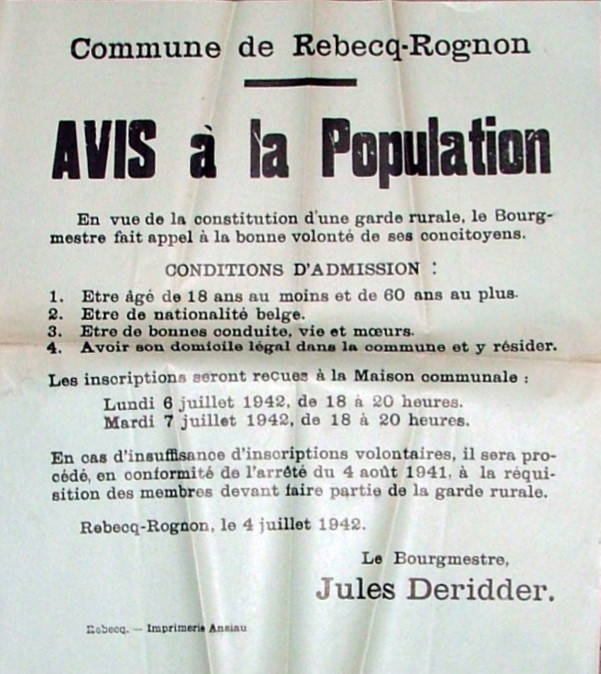 Commune de Rebecq-Rognon
AVIS à la Population
En vue de la constitution d'une garde rurale, le Bourg-
mestre fait appel à la bonne volonté de ses concitoyens.
CONDITIONS D'ADMISSION :
1. Etre âgé de 18 ans au moins et de 60 ans au plus.
2. Etre de nationalité belge.
3. Etre de bonnes conduite, vie et mœurs.
4. Avoir son domicile légal dans la commune et y résider.
Les inscriptions seront reçues à la Maison communale :
Lundi 6 juillet 1942, de 18 à 20 heures.
Mardi 7 juillet 1942, de 18 à 20 heures.
En cas d'insuffisance d'inscriptions volontaires, il sera pro-
cédé, en conformité de l'arrêté du 4 août 1941, à la réqui-
sition des membres devant faire partie de la garde rurale.
Rebecq-Rognon, le 4 juillet 1942.
Le Bourgmestre,
Jules Deridder.
Rebecq. — Imprimerie Ansiau